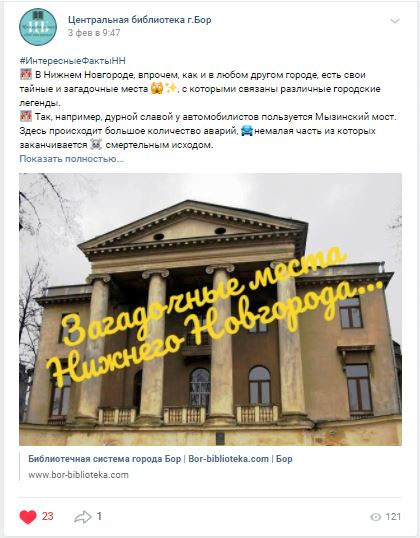 Центральная библиотека г.Бор
3 фев в 9:47
#ИнтересныеФактыНН
В Нижнем Новгороде, впрочем, как и в любом другом городе, есть свои
тайные и загадочные места 🙀✨, с которыми связаны различные городские
легенды.
Так, например, дурной славой у автомобилистов пользуется Мызинский мост.
Здесь происходит большое количество аварий, 🚘немалая часть из которых
заканчивается ☠ смертельным исходом.
Показать полностью...
Загадочные места
Нижнего Новгорода...
Библиотечная система города Бор | Bor-biblioteka.com | Бор
www.bor-biblioteka.com
23
1
121